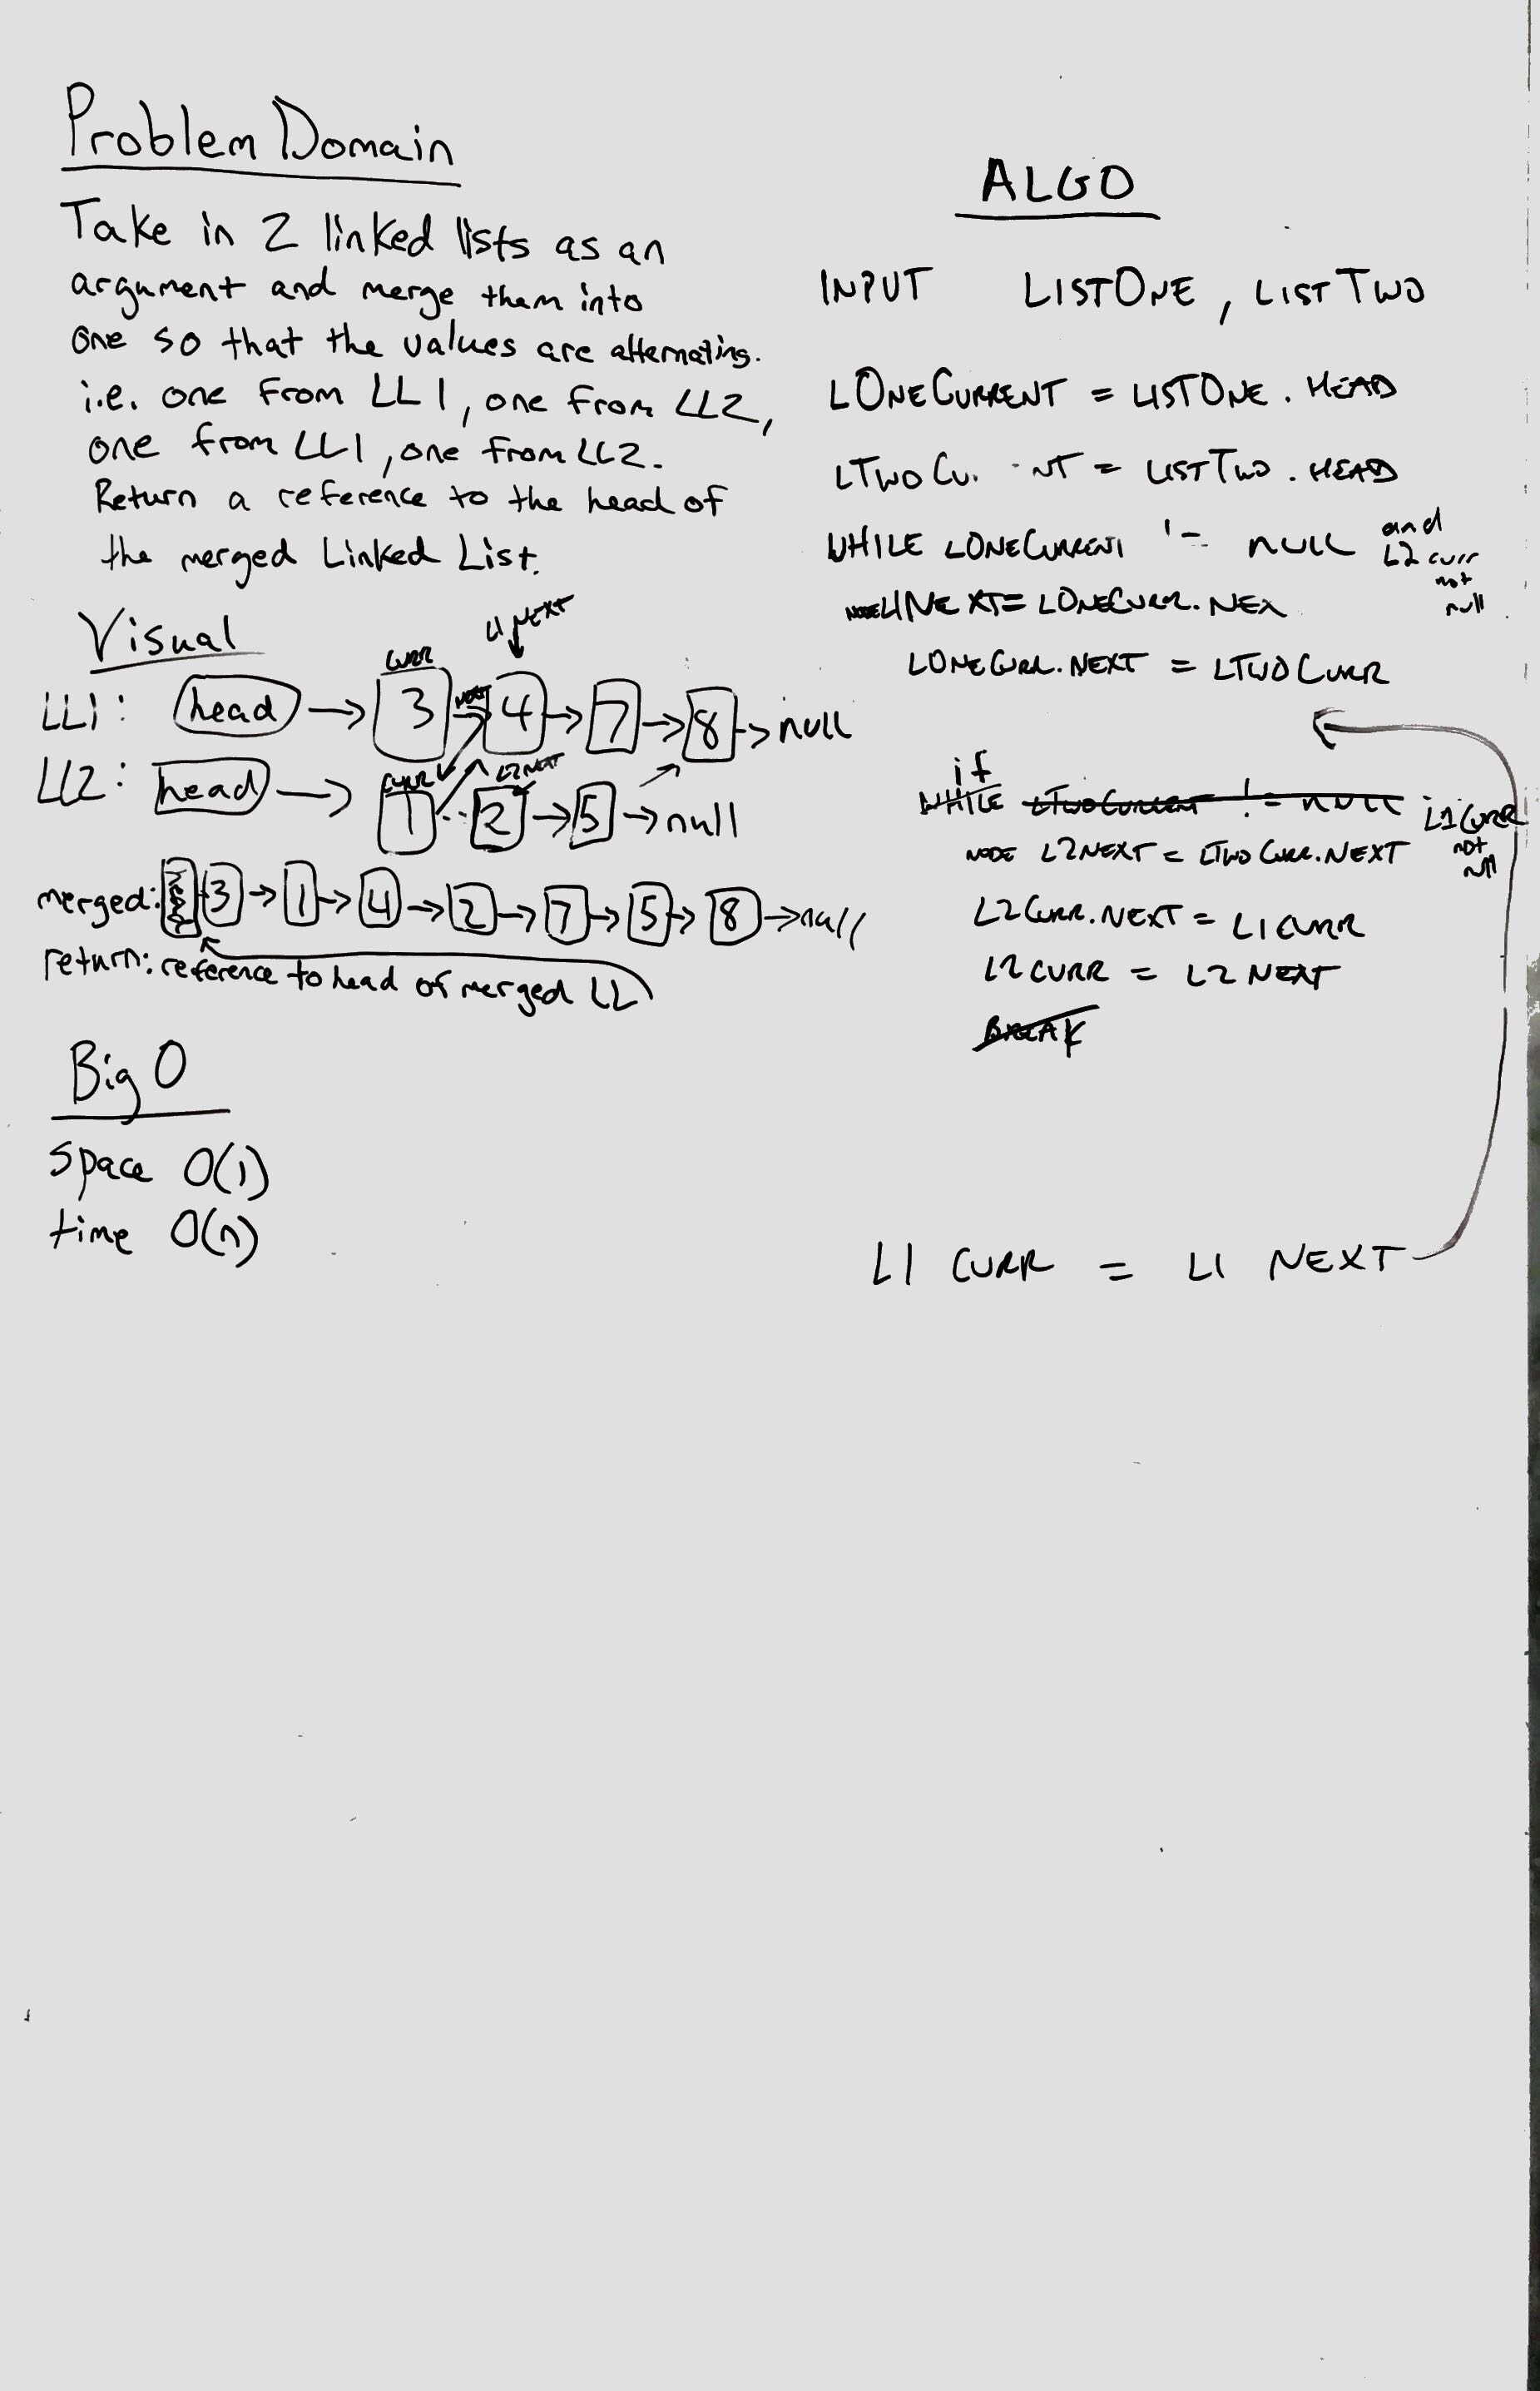 Problem Domain
Take in 2 linked lists as an
argument and merge them into
one so that the values are alternating.
i.e. one from LL1, one from LL2,
one from LL1, one from LL2.
Return a reference to the head of
the merged Linked List.
Visual
L1 NEXT
CURR
LL1: head → 3 → 4 → 7 → 8 → null
CURR L2 NEXT
LL2: head → 1 2 → 5 → null
merged: 3 → 1 → 4 → 2 → 7 → 5 → 8 → null
return: reference to head of merged LL
Big O
space O(1)
time O(n)
ALGO
INPUT LISTONE, LISTTWO
LONECURRENT = LISTONE.HEAD
LTWOCU. NT = LISTTWO.HEAD
WHILE LONECURRENT != NULL and
L2 curr
not
null
L1NEXT = LONECURR.NEX
LONECURR.NEXT = LTWOCURR
if
WHILE LTWOCURRENT != NULL L1CURR
not
null
NODE L2NEXT = LTWOCURR.NEXT
L2CURR.NEXT = L1CURR
L2CURR = L2NEXT
BREAK
L1 CURR = L1 NEXT